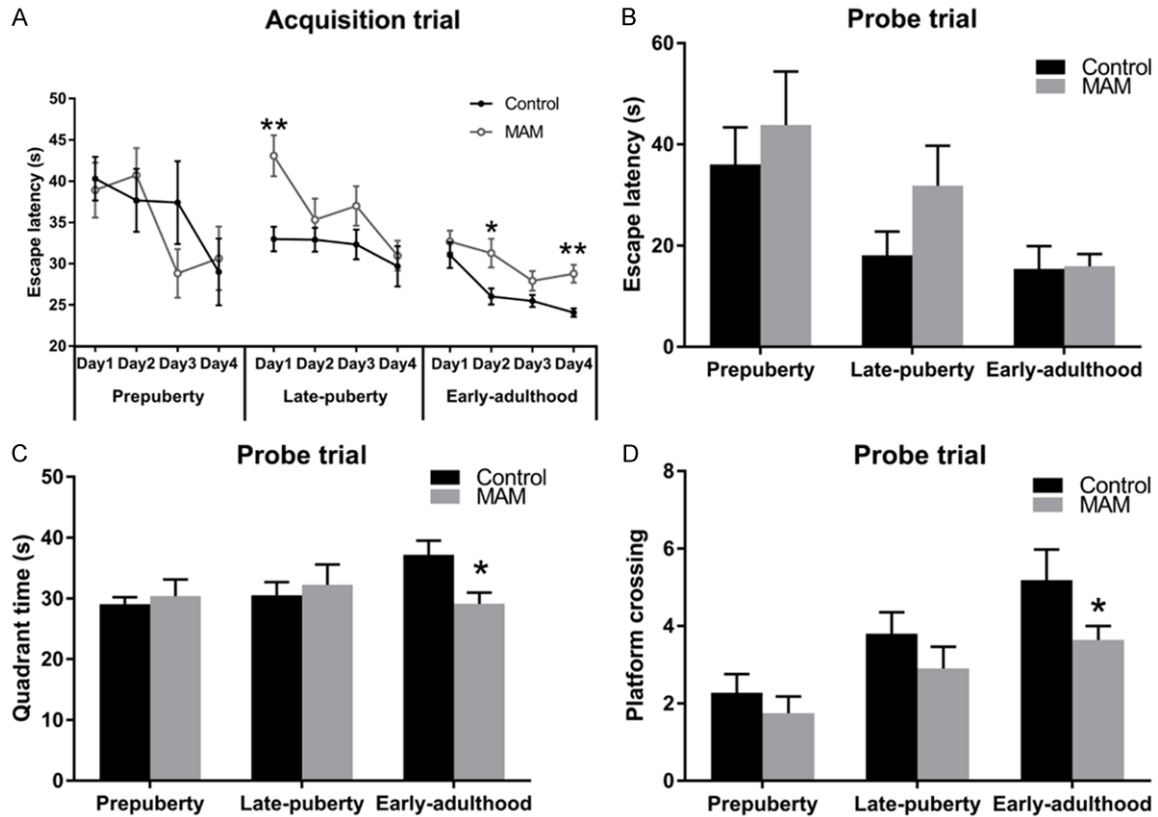 A
Acquisition trial
Escape latency (s)
50
45
40
35
30
25
20
Control
MAM
**
*
**
Day1 Day2 Day3 Day4 Day1 Day2 Day3 Day4 Day1 Day2 Day3 Day4
Prepuberty Late-puberty Early-adulthood
B
Probe trial
Escape latency (s)
60
40
20
0
Control
MAM
Prepuberty Late-puberty Early-adulthood
C
Probe trial
Quadrant time (s)
50
40
30
20
10
0
Control
MAM
*
Prepuberty Late-puberty Early-adulthood
D
Probe trial
Platform crossing
8
6
4
2
0
Control
MAM
*
Prepuberty Late-puberty Early-adulthood